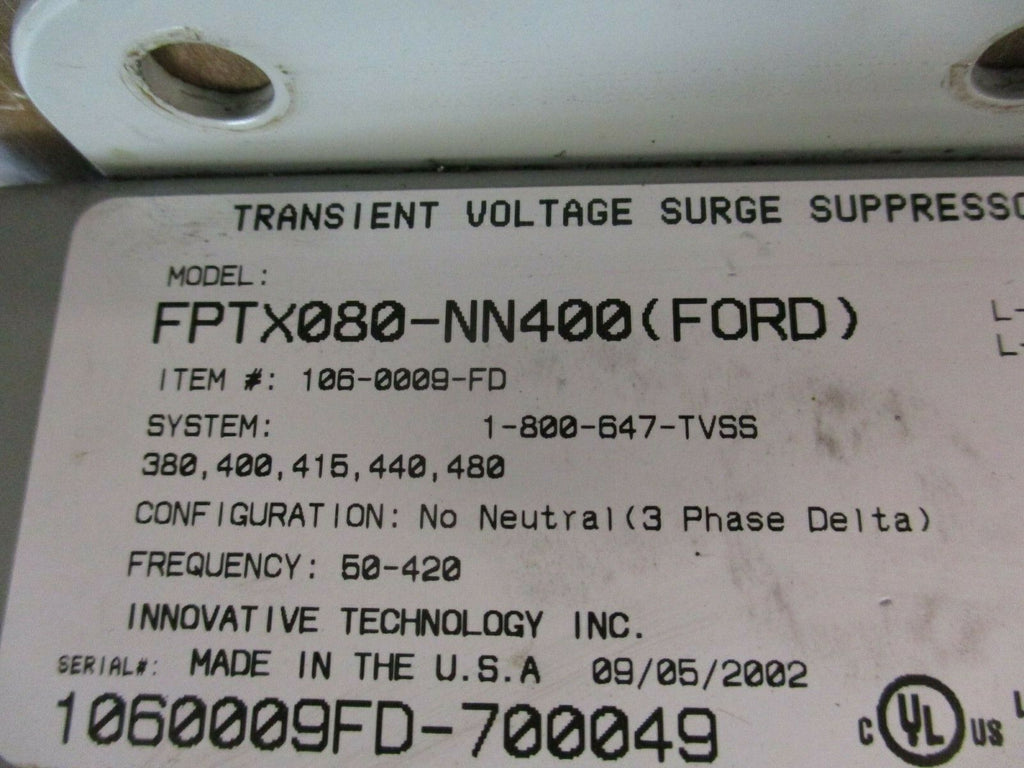 TRANSIENT VOLTAGE SURGE SUPPRESSO
MODEL:
FPTX080-NN400(FORD)
L-
L-
ITEM #: 106-0009-FD
SYSTEM: 1-800-647-TVSS
380,400,415,440,480
CONFIGURATION: No Neutral(3 Phase Delta)
FREQUENCY: 50-420
INNOVATIVE TECHNOLOGY INC.
SERIAL#: MADE IN THE U.S.A 09/05/2002
1060009FD-700049
C UL US